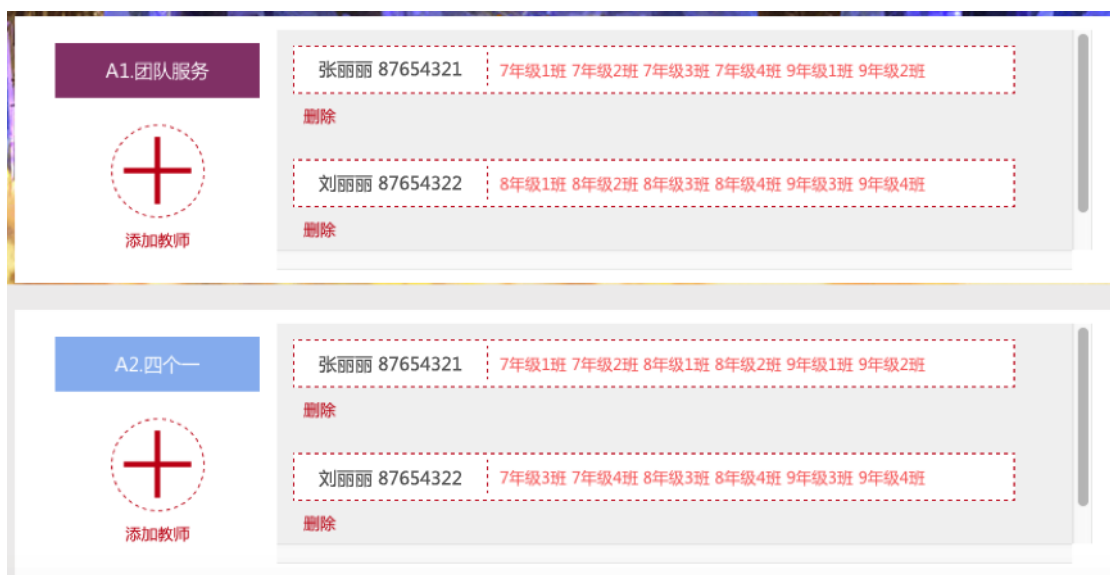 A1.团队服务
添加教师
张丽丽 87654321 7年级1班 7年级2班 7年级3班 7年级4班 9年级1班 9年级2班
删除
刘丽丽 87654322 8年级1班 8年级2班 8年级3班 8年级4班 9年级3班 9年级4班
删除
A2.四个一
添加教师
张丽丽 87654321 7年级1班 7年级2班 8年级1班 8年级2班 9年级1班 9年级2班
删除
刘丽丽 87654322 7年级3班 7年级4班 8年级3班 8年级4班 9年级3班 9年级4班
删除